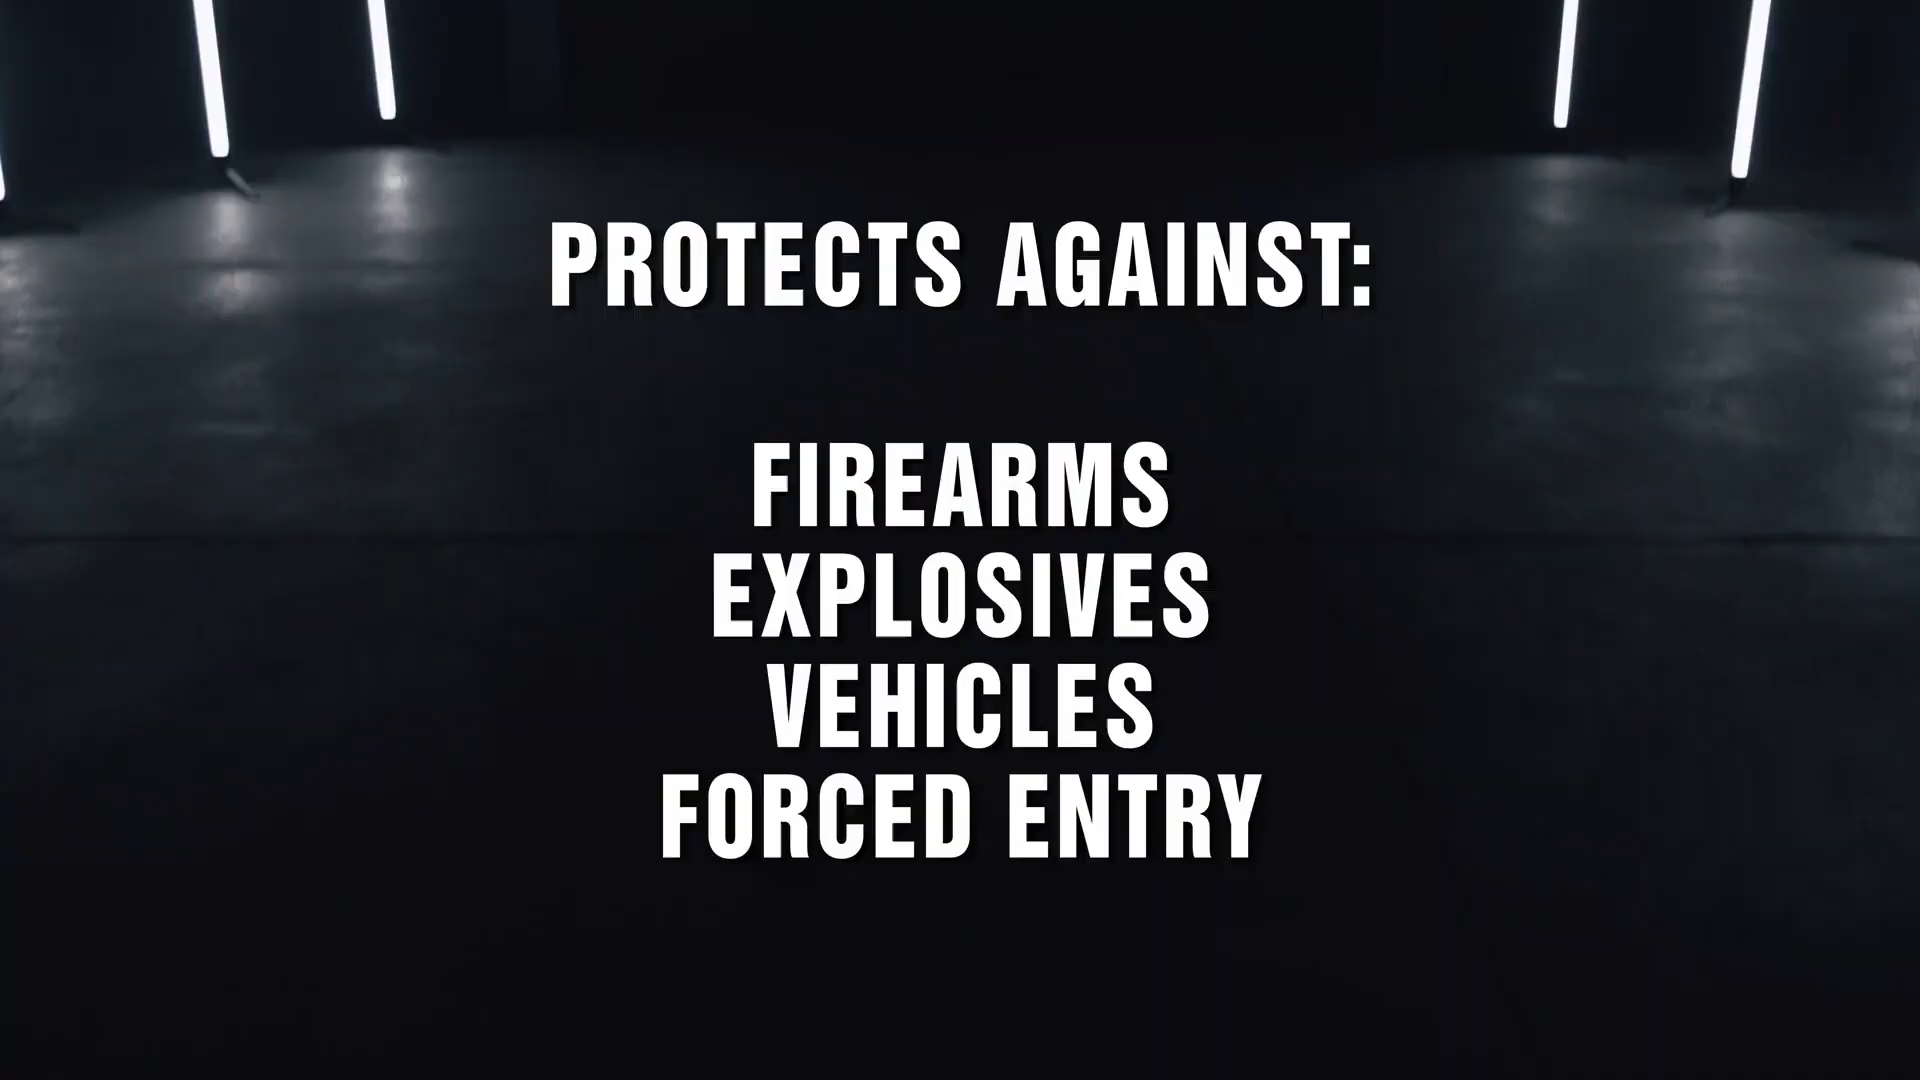 PROTECTS AGAINST:
FIREARMS
EXPLOSIVES
VEHICLES
FORCED ENTRY